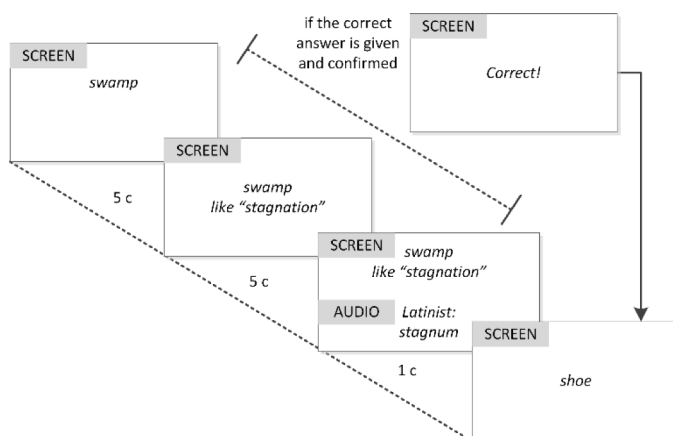 if the correct
answer is given
and confirmed
SCREEN
Correct!
SCREEN
swamp
SCREEN
swamp
like “stagnation”
5 c
SCREEN
swamp
like “stagnation”
AUDIO
Latinist:
stagnum
5 c
SCREEN
shoe
1 c